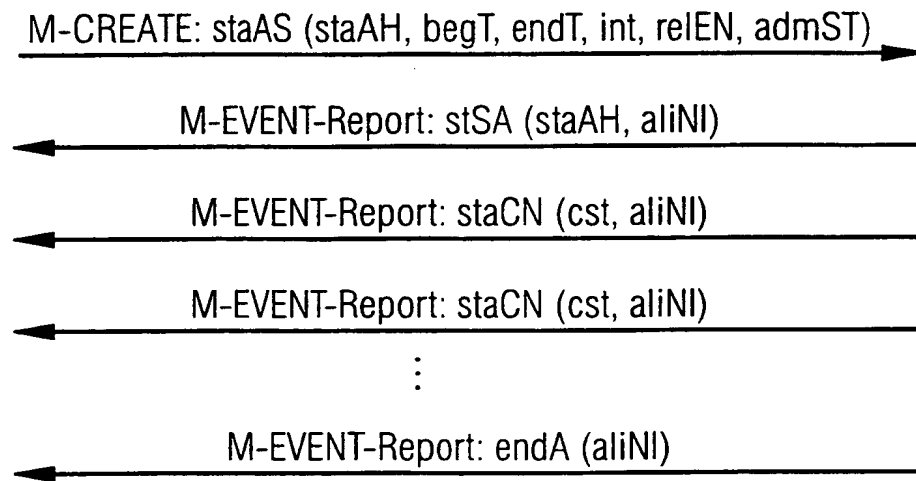 M-CREATE: staAS (staAH, begT, endT, int, relEN, admST)
M-EVENT-Report: stSA (staAH, aliNI)
M-EVENT-Report: staCN (cst, aliNI)
M-EVENT-Report: staCN (cst, aliNI)
⋮
M-EVENT-Report: endA (aliNI)